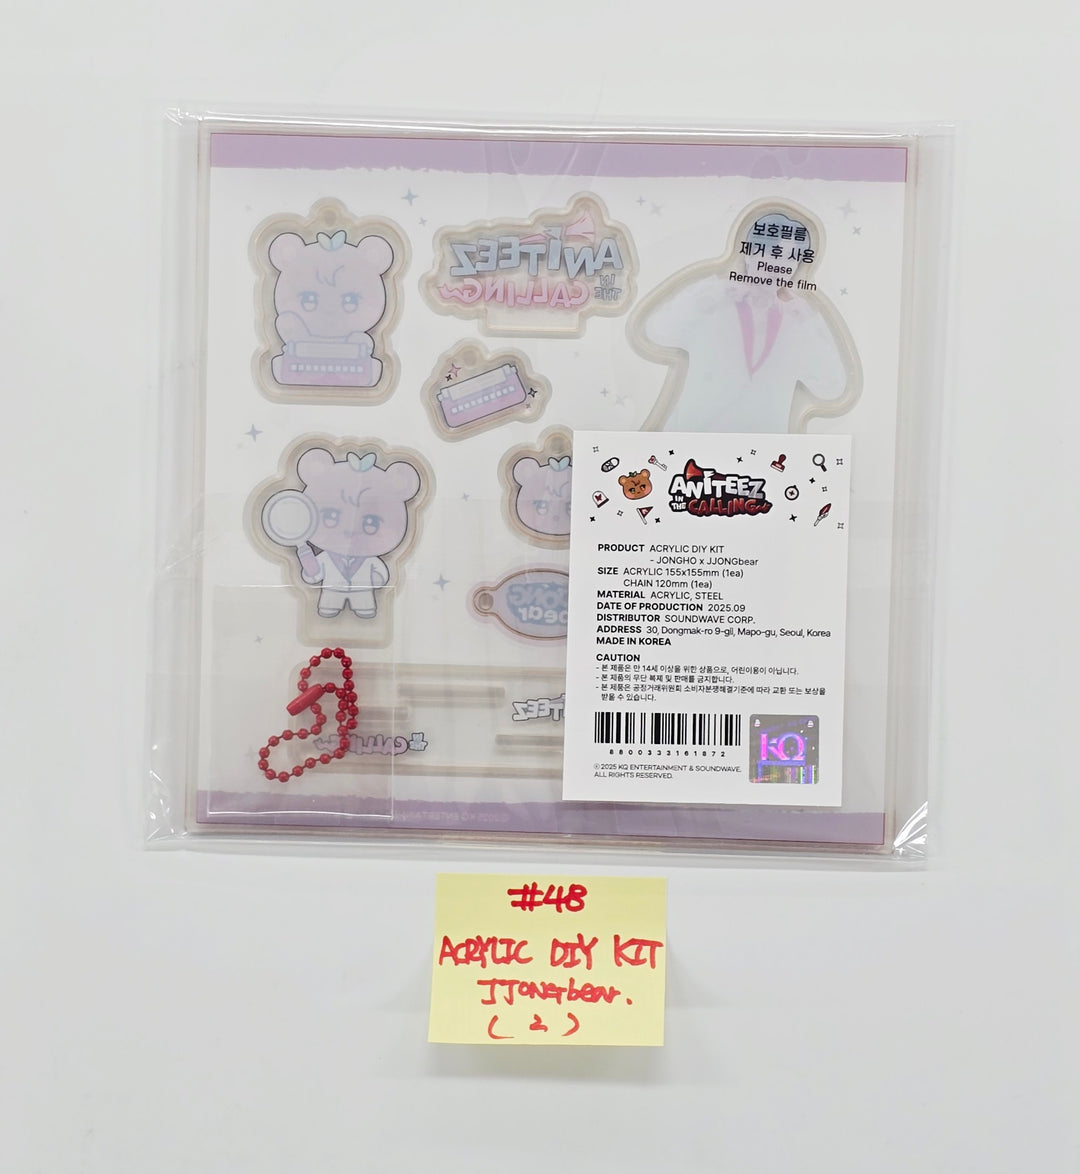 ANITEEZ
IN
THE
CALLING
보호필름
제거 후 사용
Please
Remove the film
ONG
bear
ANITEEZ
IN
THE
CALLING
PRODUCT ACRYLIC DIY KIT
- JONGHO x JJONGbear
SIZE ACRYLIC 155x155mm (1ea)
CHAIN 120mm (1ea)
MATERIAL ACRYLIC, STEEL
DATE OF PRODUCTION 2025.09
DISTRIBUTOR SOUNDWAVE CORP.
ADDRESS 30, Dongmak-ro 9-gil, Mapo-gu, Seoul, Korea
MADE IN KOREA
CAUTION
- 본 제품은 만 14세 이상을 위한 상품으로, 어린이용이 아닙니다.
- 본 제품의 무단 복제 및 판매를 금지합니다.
- 본 제품은 공정거래위원회 소비자분쟁해결기준에 따라 교환 또는 보상을
받을 수 있습니다.
8800333161872
KQ
ⓒ 2025 KQ ENTERTAINMENT & SOUNDWAVE.
ALL RIGHTS RESERVED.
ITEEZ
THE CALLING
©2025 KQ ENTERTAI
#48
ACRYLIC DIY KIT
JJONGbear.
( 2 )